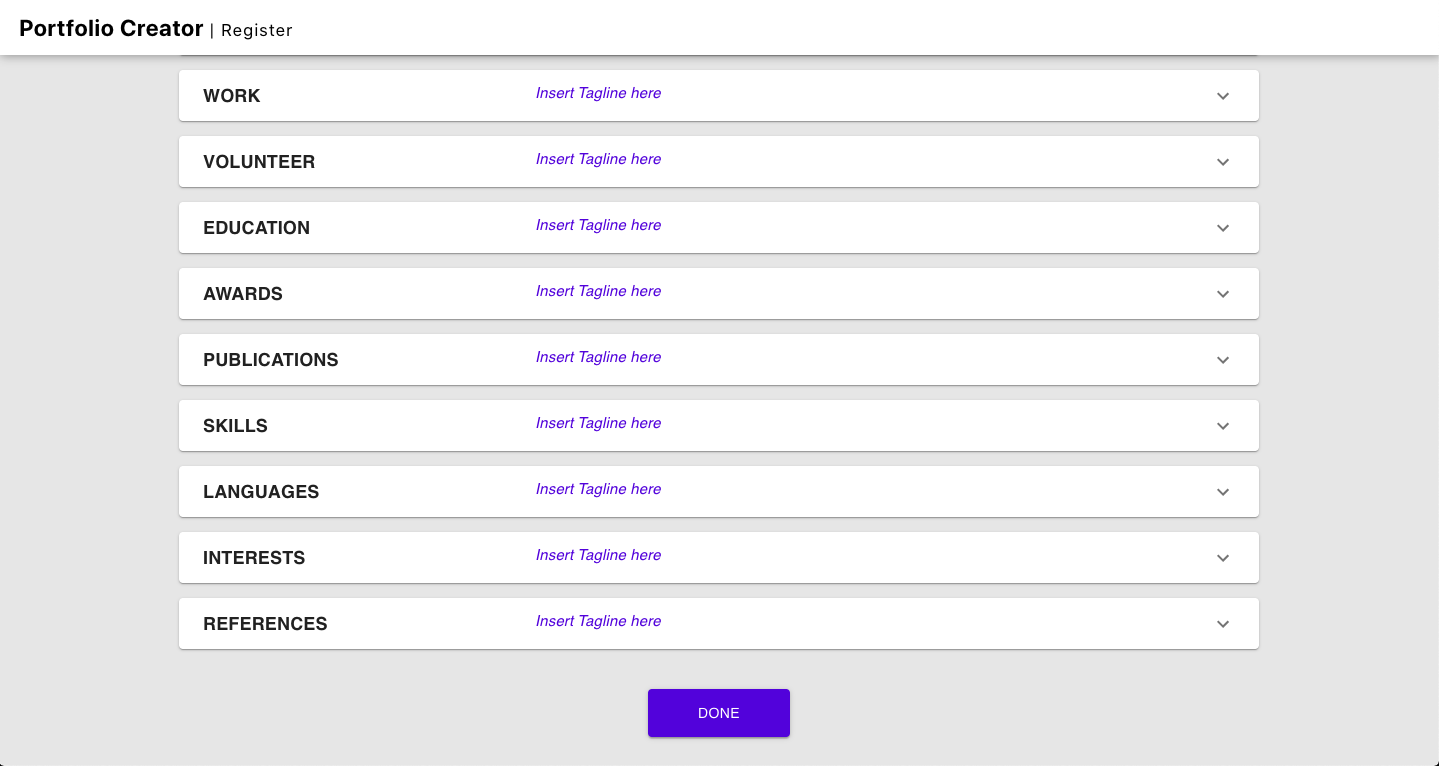 Portfolio Creator | Register
WORK Insert Tagline here
VOLUNTEER Insert Tagline here
EDUCATION Insert Tagline here
AWARDS Insert Tagline here
PUBLICATIONS Insert Tagline here
SKILLS Insert Tagline here
LANGUAGES Insert Tagline here
INTERESTS Insert Tagline here
REFERENCES Insert Tagline here
DONE